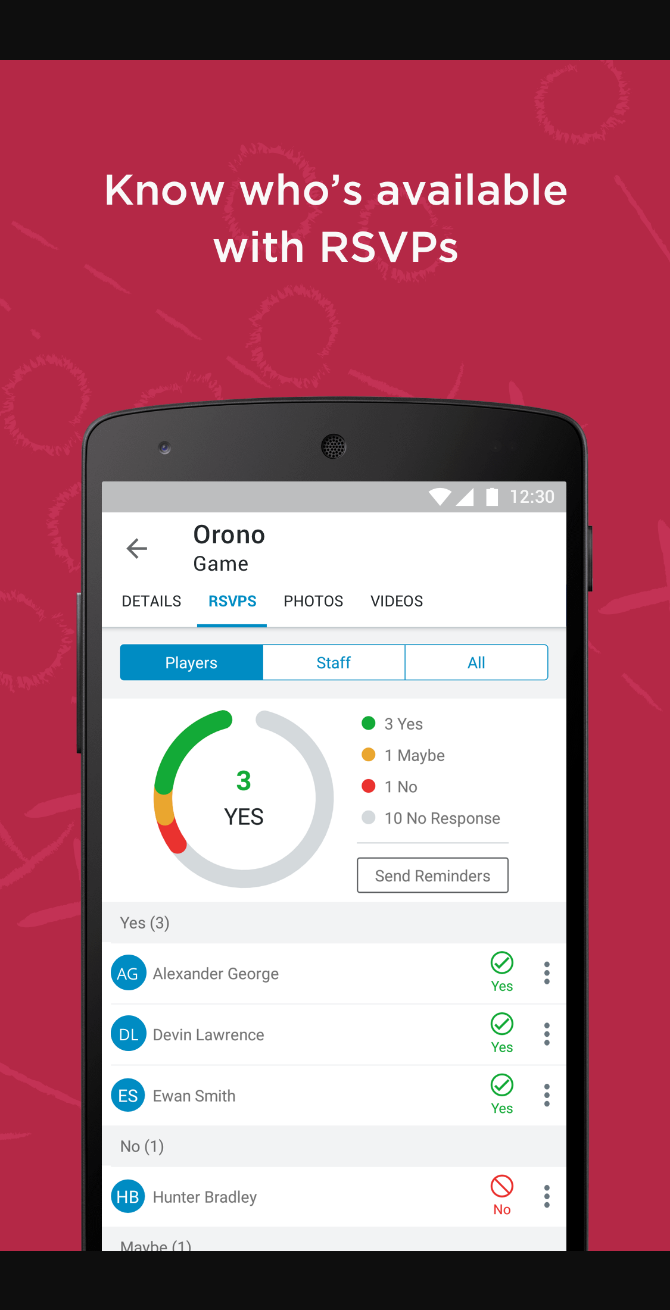 Know who's available
with RSVPs
12:30
Orono
Game
DETAILS RSVPS PHOTOS VIDEOS
Players Staff All
3
YES
3 Yes
1 Maybe
1 No
10 No Response
Send Reminders
Yes (3)
AG Alexander George Yes
DL Devin Lawrence Yes
ES Ewan Smith Yes
No (1)
HB Hunter Bradley No
Maybe (1)